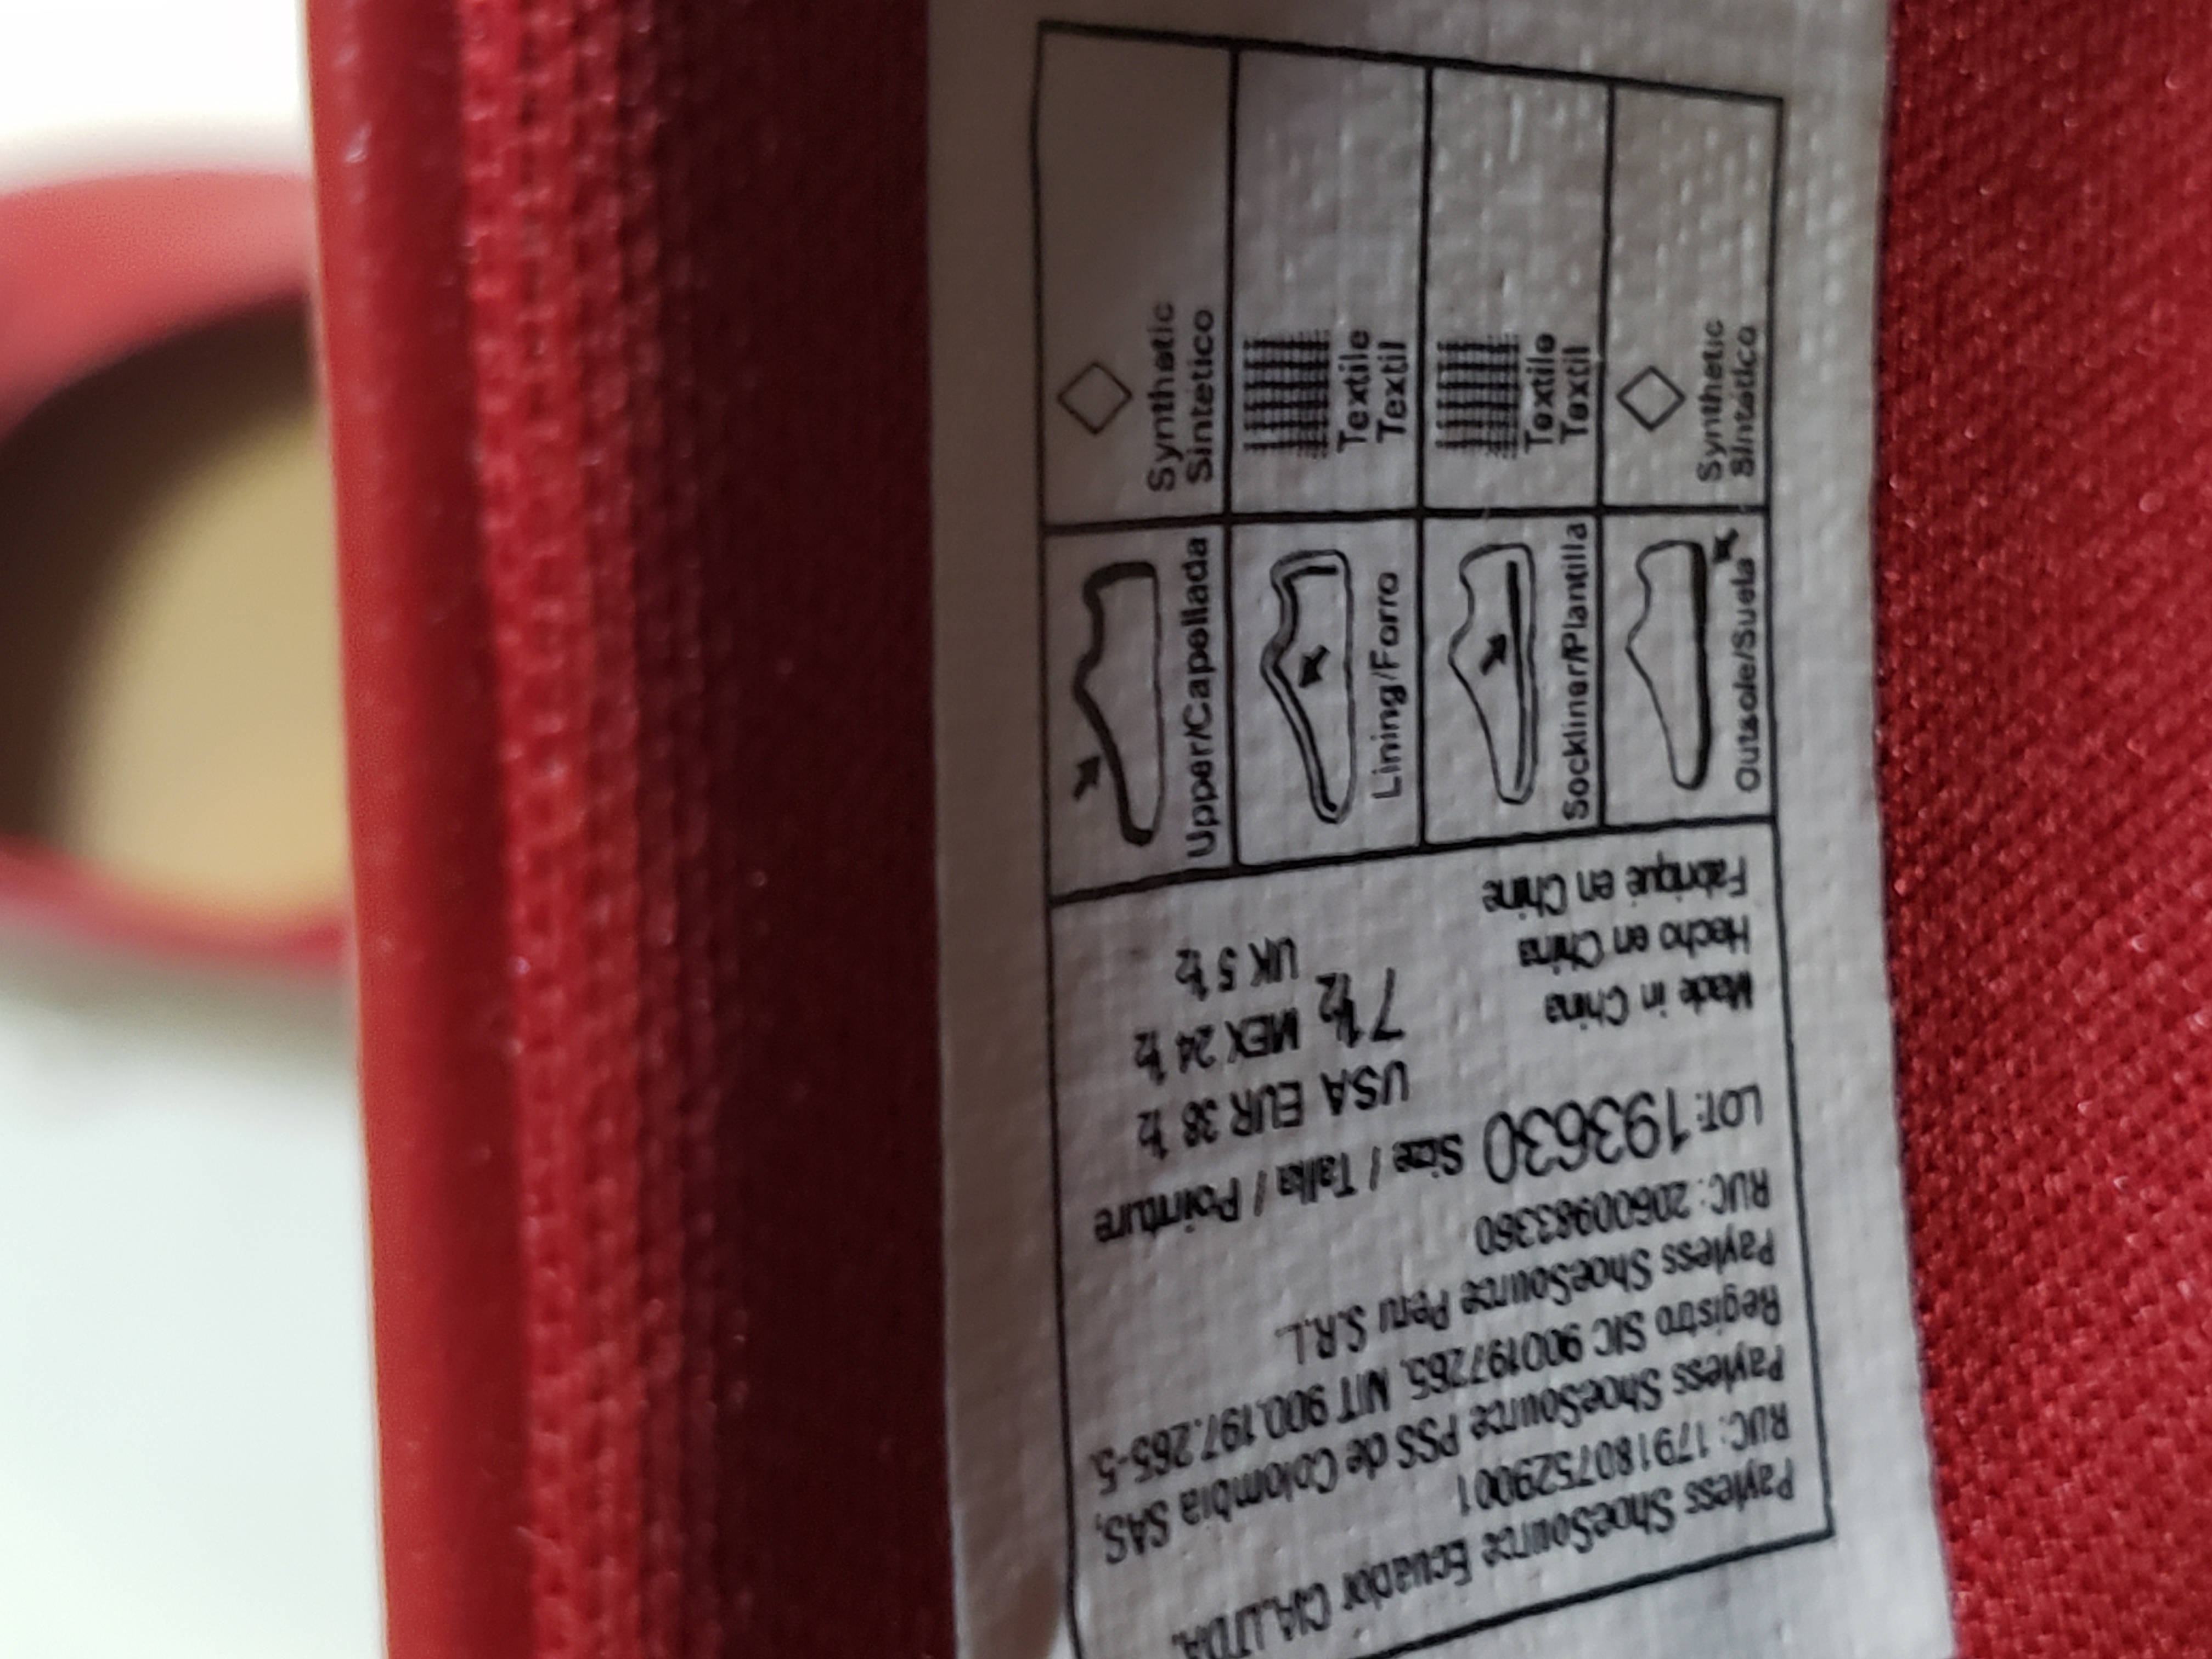 Payless ShoeSource Ecuador CIA.LTDA.
RUC: 1791807529001
Payless ShoeSource PSS de Colombia SAS,
Registro SIC 900197265, NIT 900.197.265-5.
Payless ShoeSource Peru S.R.L.
RUC: 20600983360
LOT: 193630 Size / Talla / Pointure
USA EUR 38 ½
7 ½ MEX 24 ½
UK 5 ½
Made in China
Hecho en China
Fabriqué en Chine
Upper/Capellada
Synthetic
Sintético
Lining/Forro
Textile
Textil
Sockliner/Plantilla
Textile
Textil
Outsole/Suela
Synthetic
Sintético